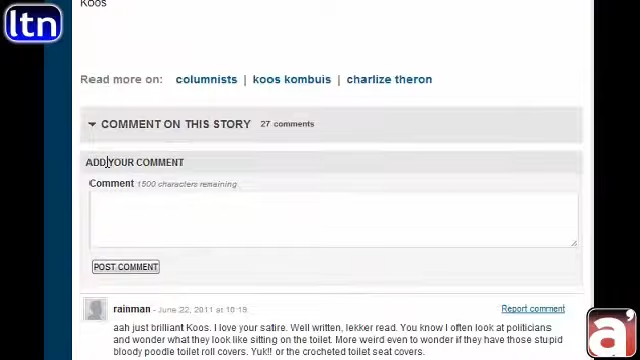 Koos
ltn
Read more on: columnists | koos kombuis | charlize theron
COMMENT ON THIS STORY 27 comments
ADD YOUR COMMENT
Comment 1500 characters remaining
POST COMMENT
rainman - June 22, 2011 at 10:19 Report comment
aah just brilliant Koos. I love your satire. Well written, lekker read. You know I often look at politicians
and wonder what they look like sitting on the toilet. More weird even to wonder if they have those stupid
bloody poodle toilet roll covers. Yuk!! or the crocheted toilet seat covers.
a'